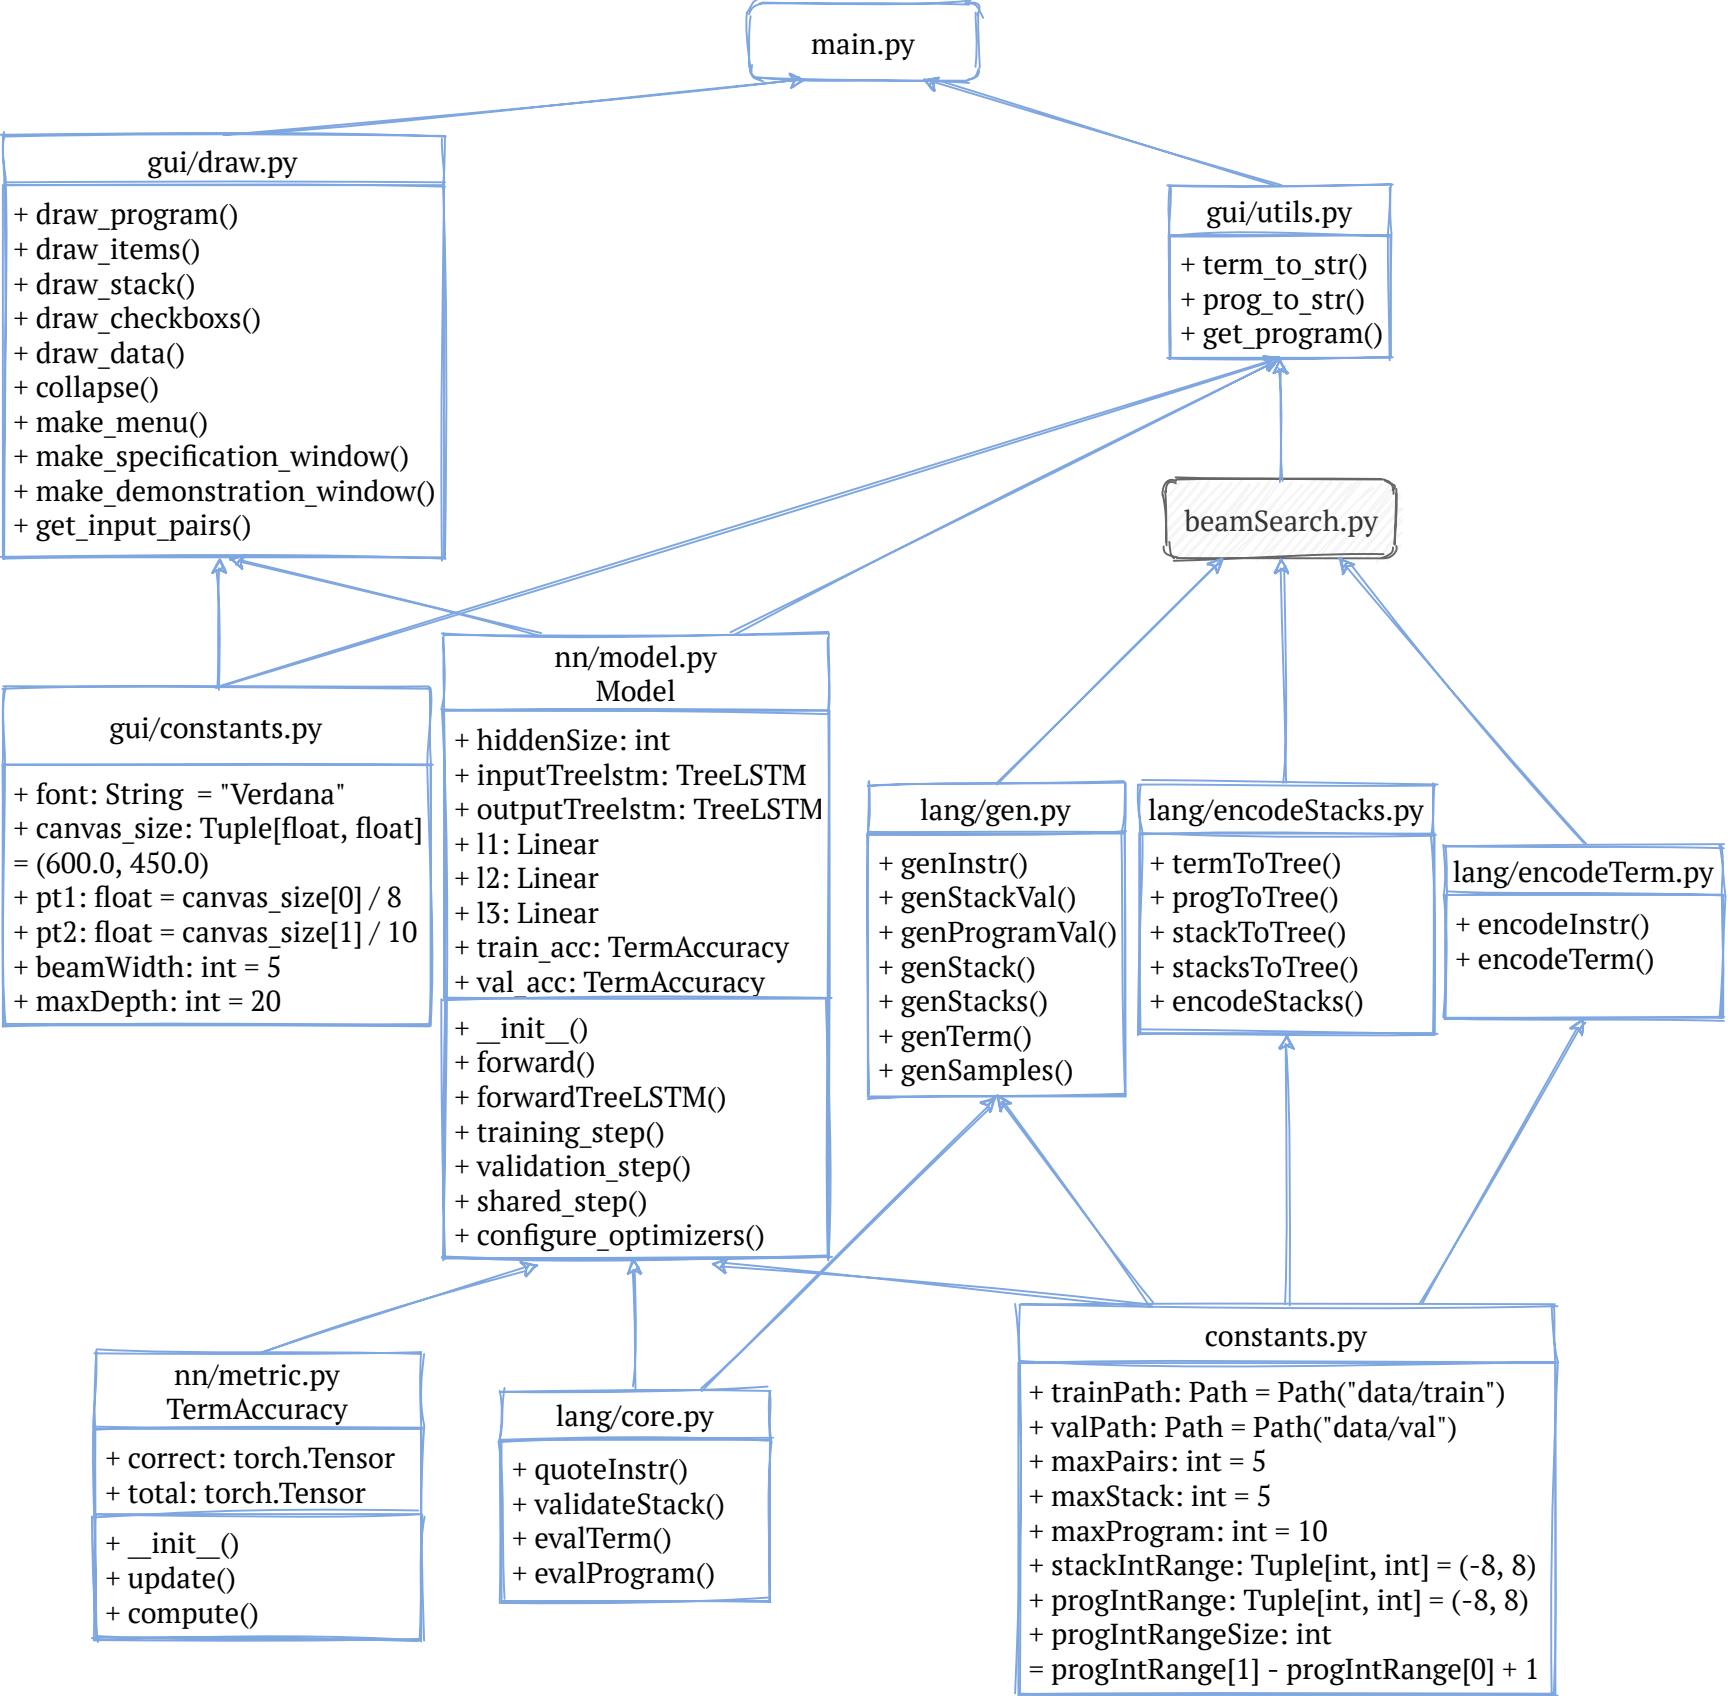 main.py
gui/draw.py
+ draw_program()
+ draw_items()
+ draw_stack()
+ draw_checkboxs()
+ draw_data()
+ collapse()
+ make_menu()
+ make_specification_window()
+ make_demonstration_window()
+ get_input_pairs()
gui/utils.py
+ term_to_str()
+ prog_to_str()
+ get_program()
beamSearch.py
gui/constants.py
+ font: String  = "Verdana"
+ canvas_size: Tuple[float, float]
= (600.0, 450.0)
+ pt1: float = canvas_size[0] / 8
+ pt2: float = canvas_size[1] / 10
+ beamWidth: int = 5
+ maxDepth: int = 20
nn/model.py
Model
+ hiddenSize: int
+ inputTreelstm: TreeLSTM
+ outputTreelstm: TreeLSTM
+ l1: Linear
+ l2: Linear
+ l3: Linear
+ train_acc: TermAccuracy
+ val_acc: TermAccuracy
+ __init__()
+ forward()
+ forwardTreeLSTM()
+ training_step()
+ validation_step()
+ shared_step()
+ configure_optimizers()
lang/gen.py
+ genInstr()
+ genStackVal()
+ genProgramVal()
+ genStack()
+ genStacks()
+ genTerm()
+ genSamples()
lang/encodeStacks.py
+ termToTree()
+ progToTree()
+ stackToTree()
+ stacksToTree()
+ encodeStacks()
lang/encodeTerm.py
+ encodeInstr()
+ encodeTerm()
nn/metric.py
TermAccuracy
+ correct: torch.Tensor
+ total: torch.Tensor
+ __init__()
+ update()
+ compute()
lang/core.py
+ quoteInstr()
+ validateStack()
+ evalTerm()
+ evalProgram()
constants.py
+ trainPath: Path = Path("data/train")
+ valPath: Path = Path("data/val")
+ maxPairs: int = 5
+ maxStack: int = 5
+ maxProgram: int = 10
+ stackIntRange: Tuple[int, int] = (-8, 8)
+ progIntRange: Tuple[int, int] = (-8, 8)
+ progIntRangeSize: int
= progIntRange[1] - progIntRange[0] + 1